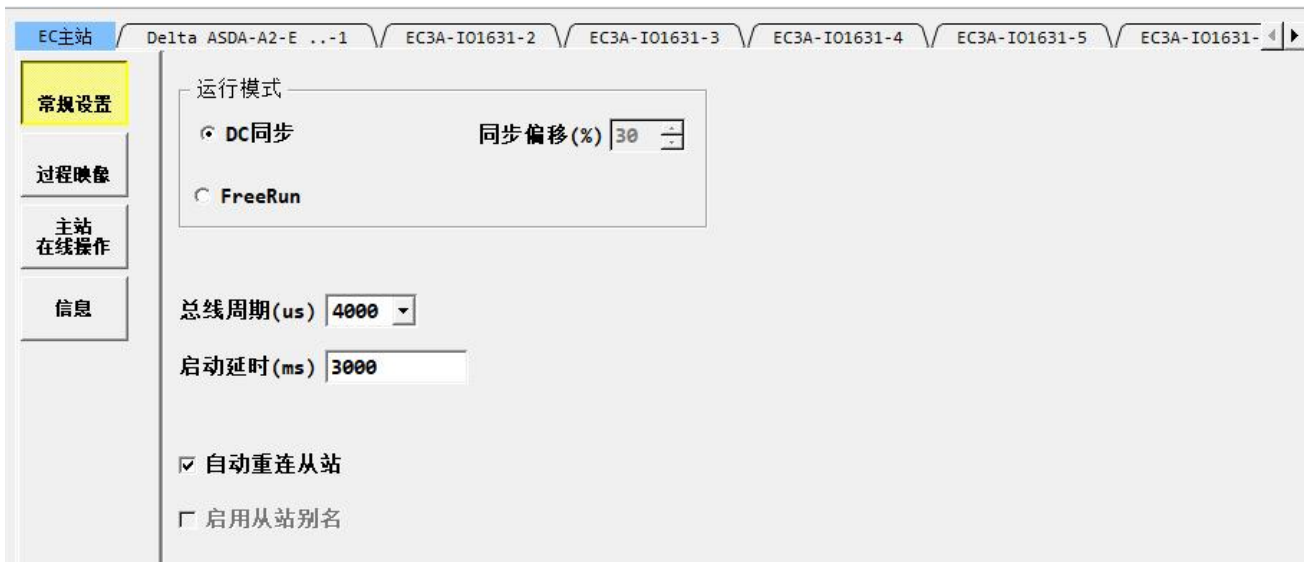 EC主站 Delta ASDA-A2-E ..-1 EC3A-IO1631-2 EC3A-IO1631-3 EC3A-IO1631-4 EC3A-IO1631-5 EC3A-IO1631-
常规设置
过程映像
主站
在线操作
信息
运行模式
DC同步 同步偏移(%) 30
FreeRun
总线周期(us) 4000
启动延时(ms) 3000
自动重连从站
启用从站别名